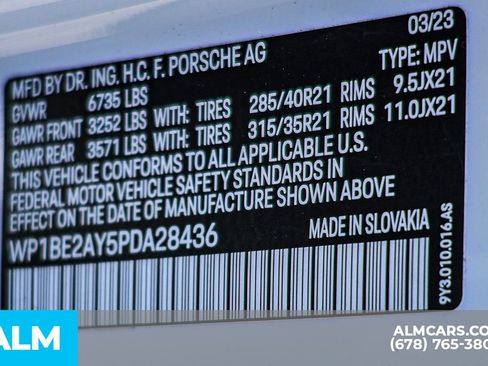 03/23
MFD BY DR. ING. H.C. F. PORSCHE AG
GVWR 6735 LBS TYPE: MPV
GAWR FRONT 3252 LBS WITH: TIRES 285/40R21 RIMS 9.5JX21
GAWR REAR 3571 LBS WITH: TIRES 315/35R21 RIMS 11.0JX21
THIS VEHICLE CONFORMS TO ALL APPLICABLE U.S.
FEDERAL MOTOR VEHICLE SAFETY STANDARDS IN
EFFECT ON THE DATE OF MANUFACTURE SHOWN ABOVE
WP1BE2AY5PDA28436 MADE IN SLOVAKIA
9Y3.010.016.AS
ALM
ALMCARS.CO
(678) 765-380